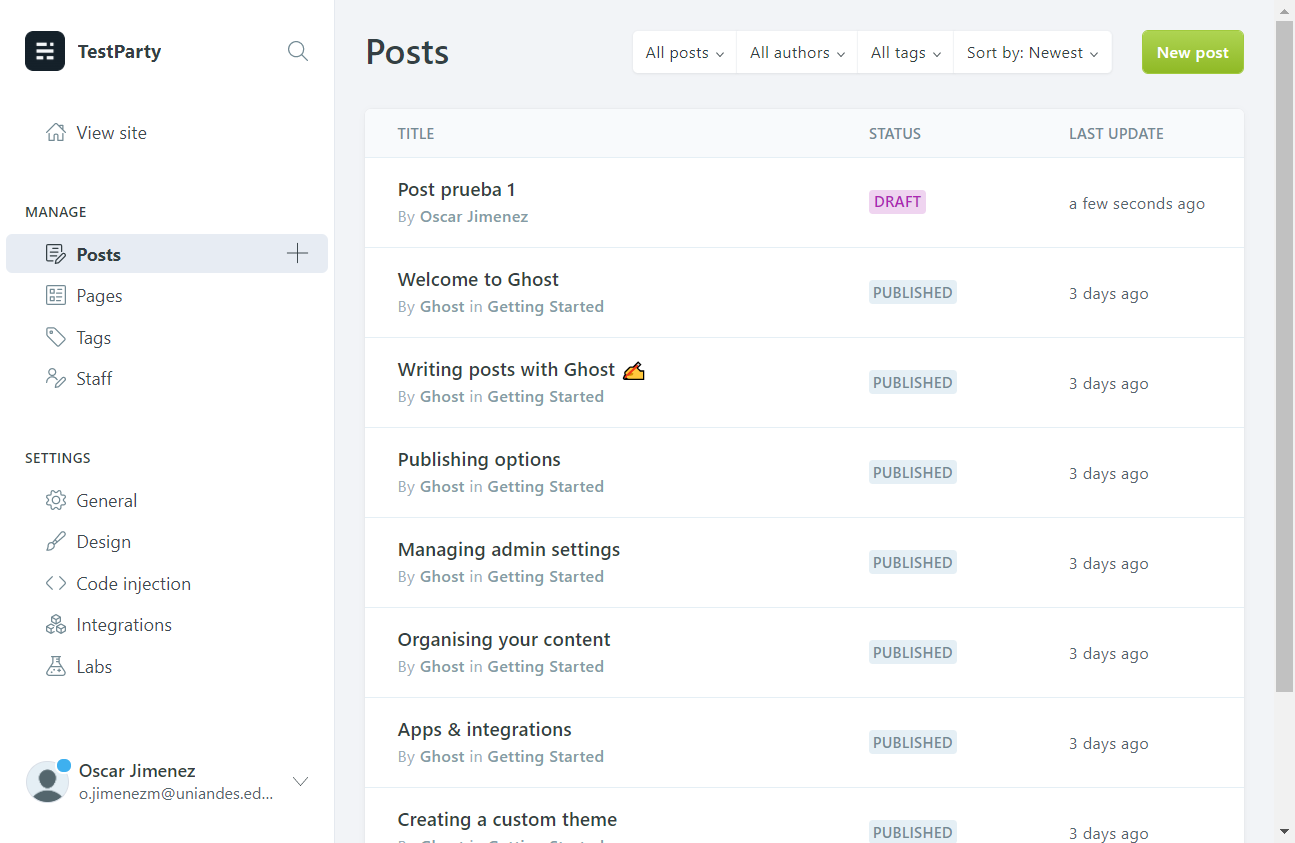 TestParty
View site
MANAGE
Posts
Pages
Tags
Staff
SETTINGS
General
Design
Code injection
Integrations
Labs
Oscar Jimenez
o.jimenezm@uniandes.ed...
Posts
All posts
All authors
All tags
Sort by: Newest
New post
TITLE STATUS LAST UPDATE
Post prueba 1
By Oscar Jimenez
DRAFT
a few seconds ago
Welcome to Ghost
By Ghost in Getting Started
PUBLISHED
3 days ago
Writing posts with Ghost ✍
By Ghost in Getting Started
PUBLISHED
3 days ago
Publishing options
By Ghost in Getting Started
PUBLISHED
3 days ago
Managing admin settings
By Ghost in Getting Started
PUBLISHED
3 days ago
Organising your content
By Ghost in Getting Started
PUBLISHED
3 days ago
Apps & integrations
By Ghost in Getting Started
PUBLISHED
3 days ago
Creating a custom theme
PUBLISHED
3 days ago